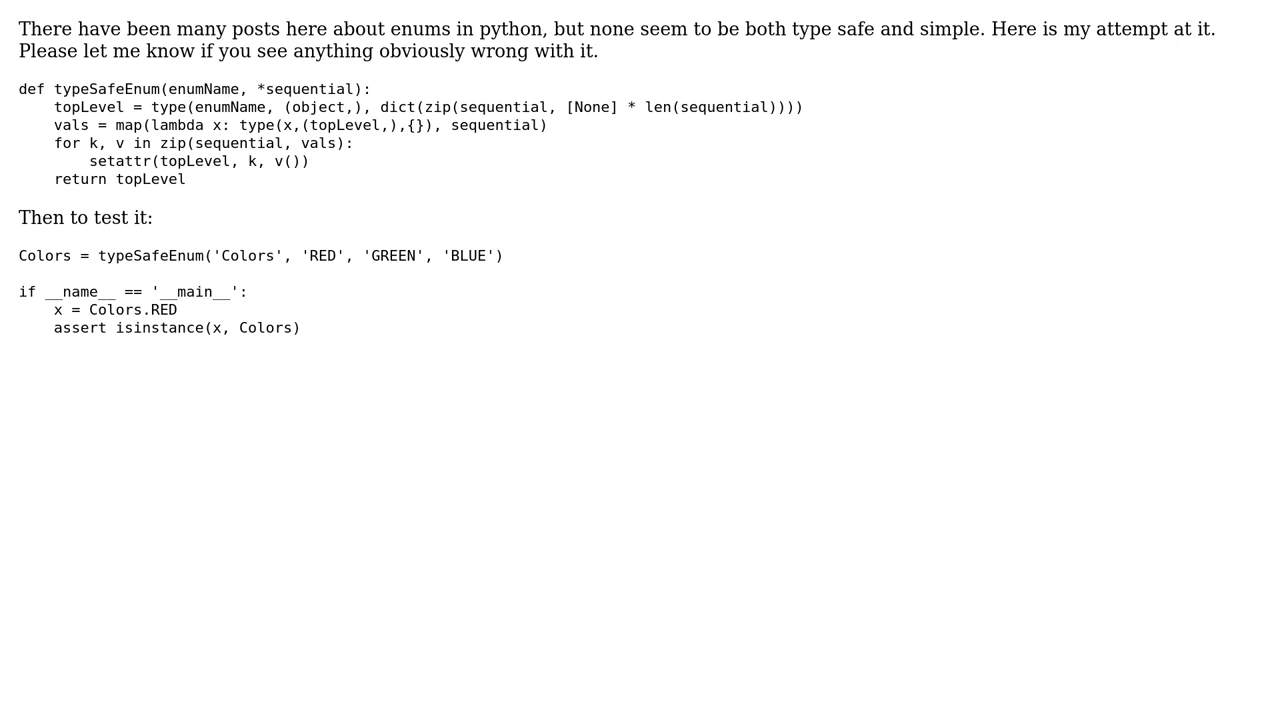 There have been many posts here about enums in python, but none seem to be both type safe and simple. Here is my attempt at it.
Please let me know if you see anything obviously wrong with it.
def typeSafeEnum(enumName, *sequential):
    topLevel = type(enumName, (object,), dict(zip(sequential, [None] * len(sequential))))
    vals = map(lambda x: type(x,(topLevel,),{}), sequential)
    for k, v in zip(sequential, vals):
        setattr(topLevel, k, v())
    return topLevel
Then to test it:
Colors = typeSafeEnum('Colors', 'RED', 'GREEN', 'BLUE')
if __name__ == '__main__':
    x = Colors.RED
    assert isinstance(x, Colors)